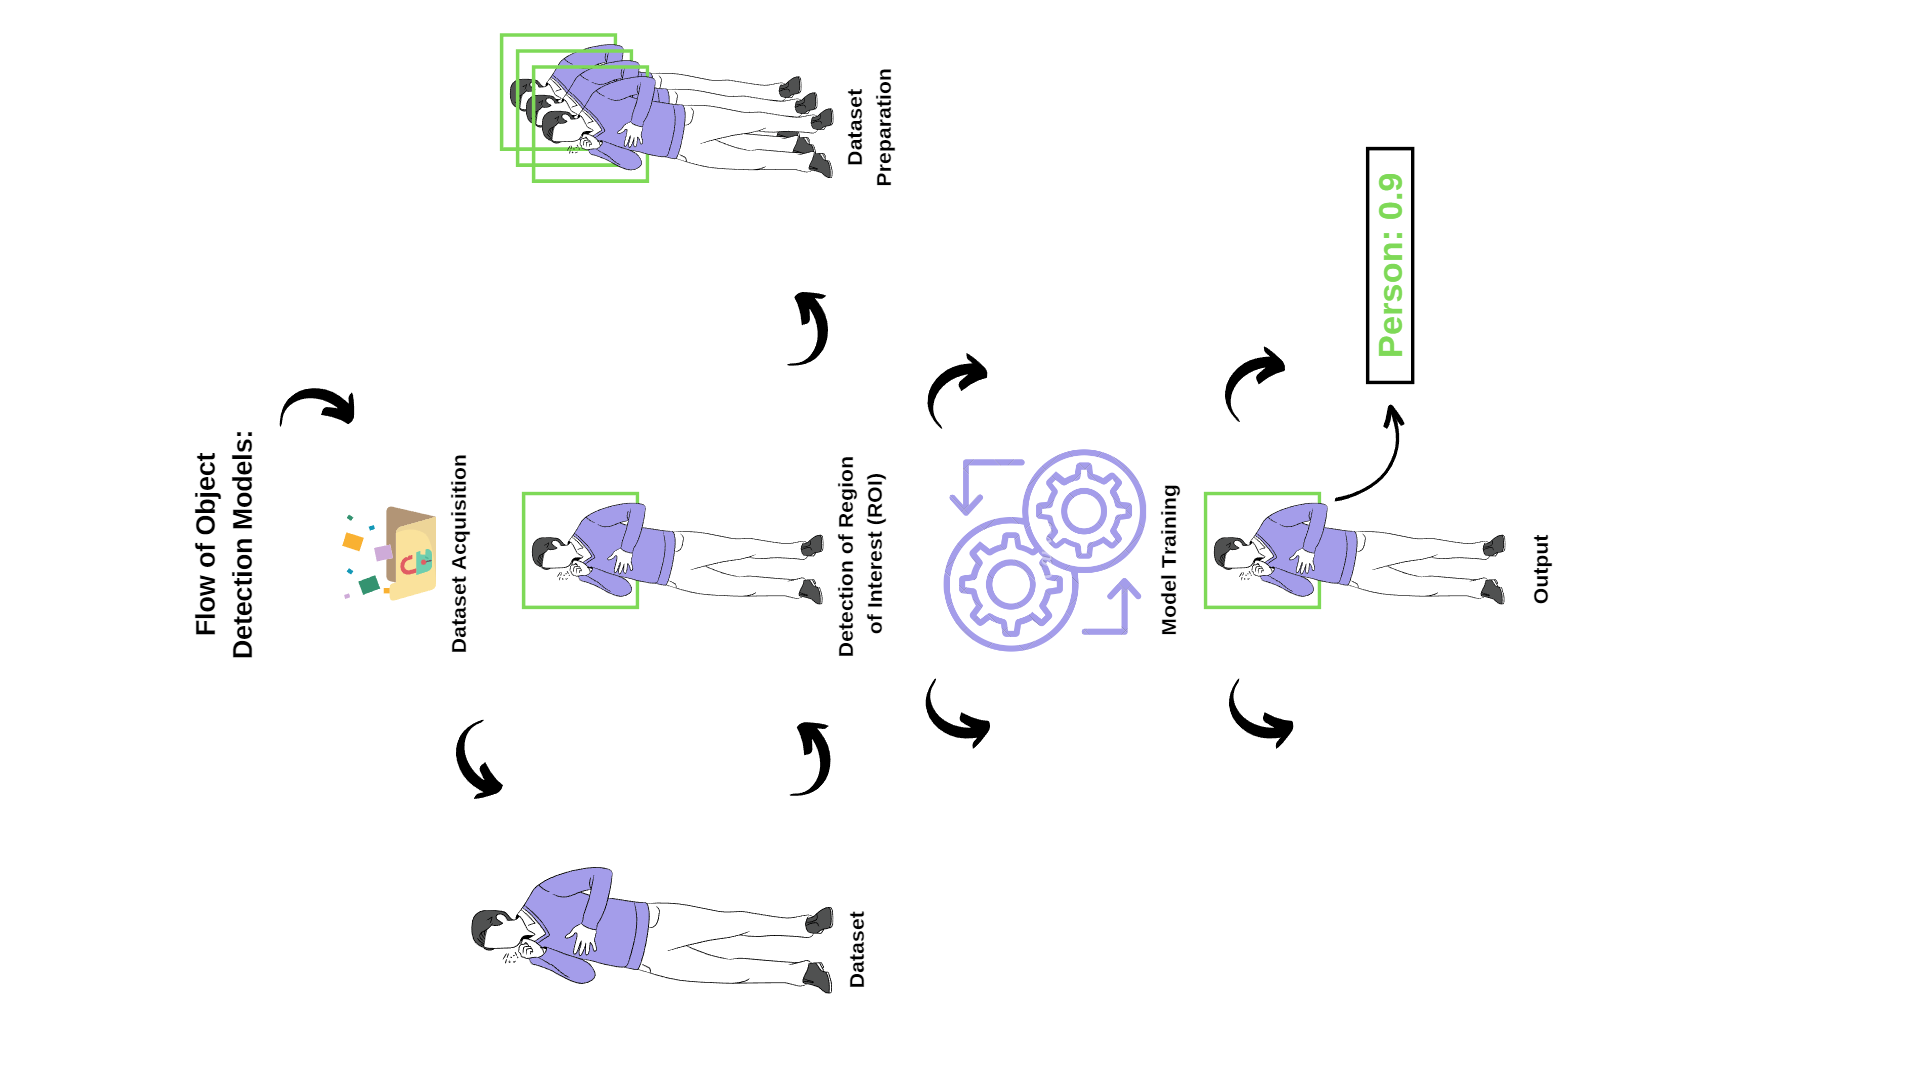 Flow of Object
Detection Models:
Dataset Acquisition
Dataset
Detection of Region
of Interest (ROI)
Dataset
Preparation
Model Training
Person: 0.9
Output